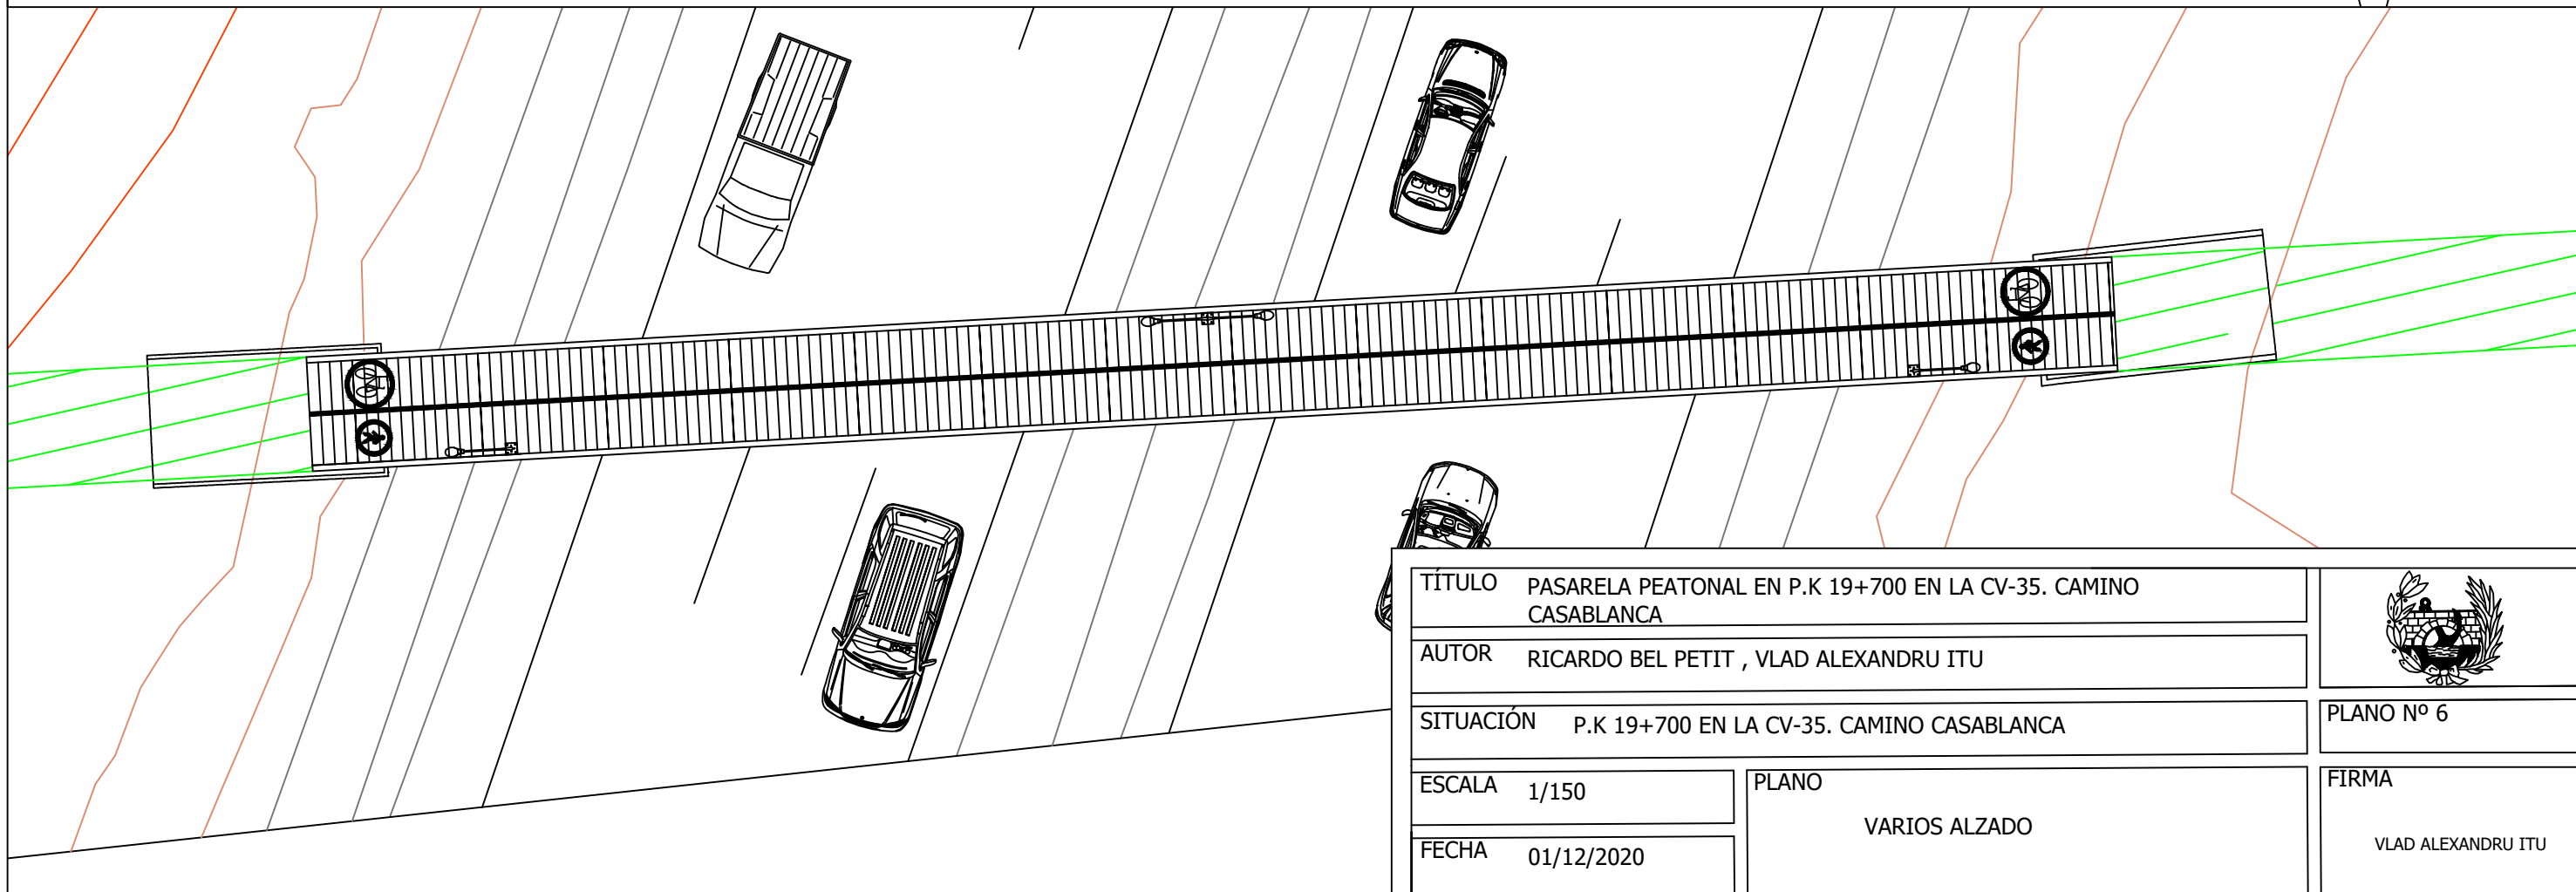 TÍTULO PASARELA PEATONAL EN P.K 19+700 EN LA CV-35. CAMINO
CASABLANCA
AUTOR RICARDO BEL PETIT , VLAD ALEXANDRU ITU
SITUACIÓN P.K 19+700 EN LA CV-35. CAMINO CASABLANCA
PLANO Nº 6
ESCALA 1/150
PLANO
VARIOS ALZADO
FIRMA
VLAD ALEXANDRU ITU
FECHA 01/12/2020